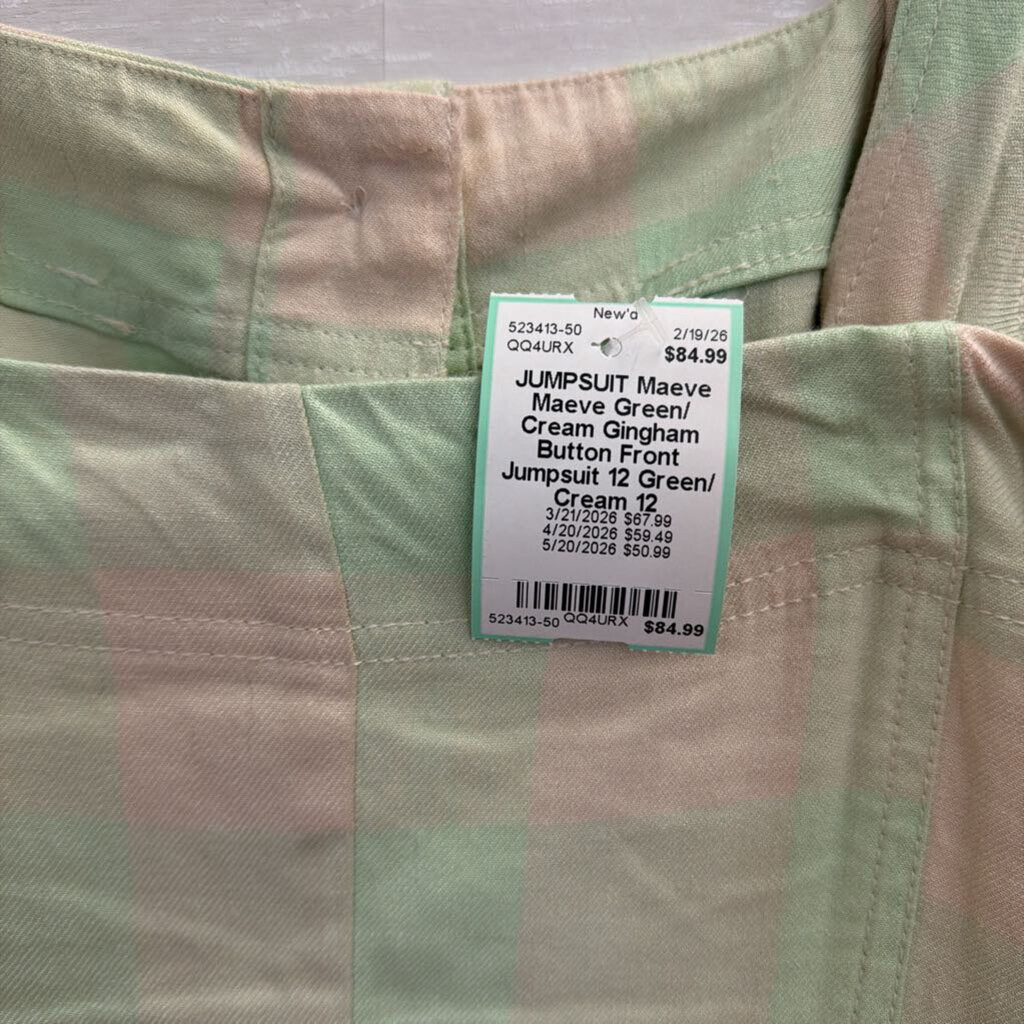 New'd
523413-50 2/19/26
QQ4URX $84.99
JUMPSUIT Maeve
Maeve Green/
Cream Gingham
Button Front
Jumpsuit 12 Green/
Cream 12
3/21/2026 $67.99
4/20/2026 $59.49
5/20/2026 $50.99
523413-50 QQ4URX $84.99